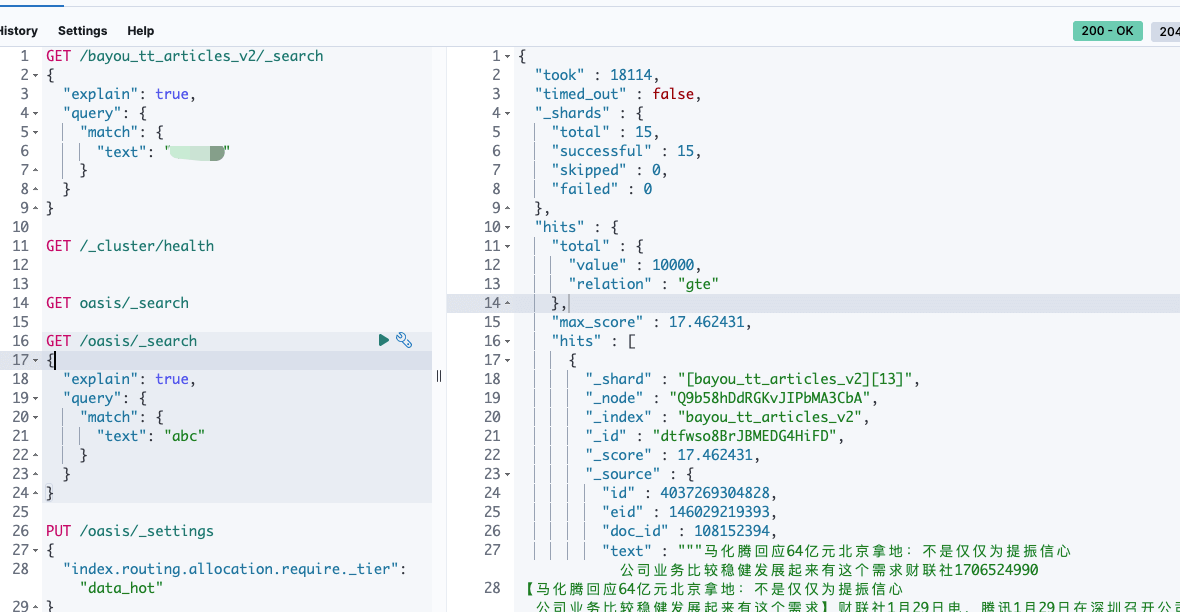 History Settings Help
200 - OK
204
1 GET /bayou_tt_articles_v2/_search
2 {
3 "explain": true,
4 "query": {
5 "match": {
6 "text": ""
7 }
8 }
9 }
10
11 GET /_cluster/health
12
13
14 GET oasis/_search
15
16 GET /oasis/_search
17 {
18 "explain": true,
19 "query": {
20 "match": {
21 "text": "abc"
22 }
23 }
24 }
25
26 PUT /oasis/_settings
27 {
28 "index.routing.allocation.require._tier":
"data_hot"
29 }
1 {
2 "took" : 18114,
3 "timed_out" : false,
4 "_shards" : {
5 "total" : 15,
6 "successful" : 15,
7 "skipped" : 0,
8 "failed" : 0
9 },
10 "hits" : {
11 "total" : {
12 "value" : 10000,
13 "relation" : "gte"
14 },
15 "max_score" : 17.462431,
16 "hits" : [
17 {
18 "_shard" : "[bayou_tt_articles_v2][13]",
19 "_node" : "Q9b58hDdRGKvJIPbMA3CbA",
20 "_index" : "bayou_tt_articles_v2",
21 "_id" : "dtfwso8BrJBMEDG4HiFD",
22 "_score" : 17.462431,
23 "_source" : {
24 "id" : 4037269304828,
25 "eid" : 146029219393,
26 "doc_id" : 108152394,
27 "text" : """马化腾回应64亿元北京拿地：不是仅仅为提振信心
公司业务比较稳健发展起来有这个需求财联社1706524990
28 【马化腾回应64亿元北京拿地：不是仅仅为提振信心
公司业务比较稳健发展起来有这个需求】财联社1月29日电，腾讯1月29日在深圳召开公司